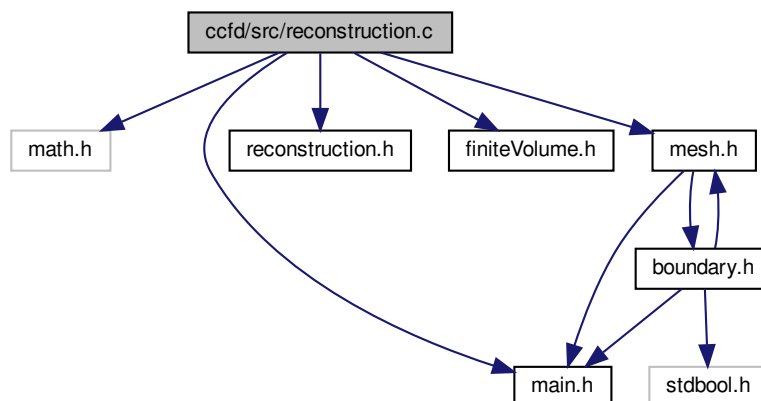 ccfd/src/reconstruction.c
math.h
reconstruction.h
finiteVolume.h
mesh.h
boundary.h
main.h
stdbool.h